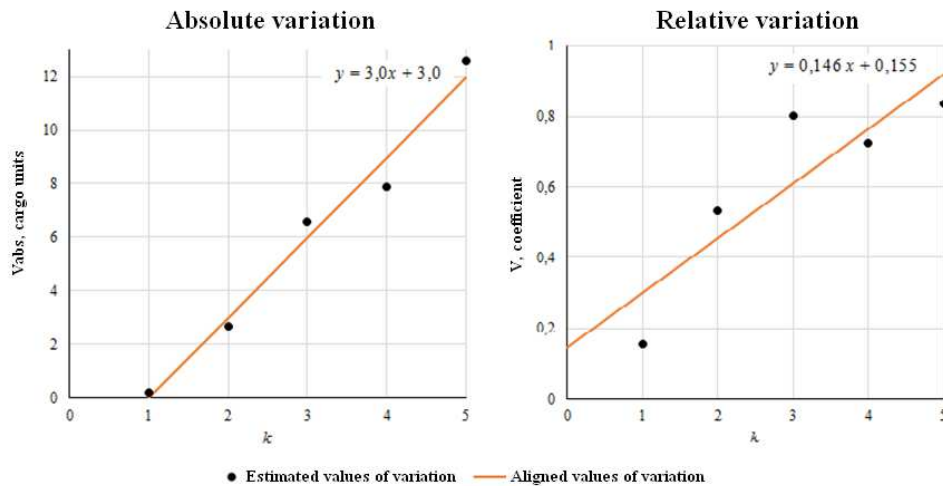 Absolute variation
y = 3,0x + 3,0
12
10
8
6
4
2
0
0 1 2 3 4 5
Vabs, cargo units
k
Relative variation
y = 0,146 x + 0,155
1
0,8
0,6
0,4
0,2
0
0 1 2 3 4 5
V, coefficient
Estimated values of variation
Aligned values of variation